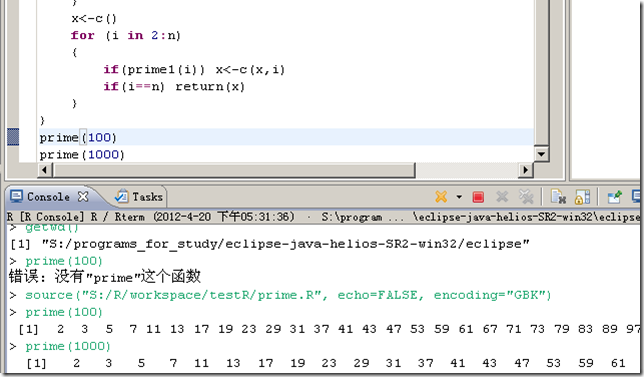 }
x<-c()
for (i in 2:n)
{
if(prime1(i)) x<-c(x,i)
if(i==n) return(x)
}
}
prime(100)
prime(1000)
Console Tasks
R [R Console] R / Rterm (2012-4-20 下午05:31:36) · S:\program ... \eclipse-java-helios-SR2-win32\eclipse
> getwd()
[1] "S:/programs_for_study/eclipse-java-helios-SR2-win32/eclipse"
> prime(100)
错误: 没有"prime"这个函数
> source("S:/R/workspace/testR/prime.R", echo=FALSE, encoding="GBK")
> prime(100)
[1] 2 3 5 7 11 13 17 19 23 29 31 37 41 43 47 53 59 61 67 71 73 79 83 89 97
> prime(1000)
[1] 2 3 5 7 11 13 17 19 23 29 31 37 41 43 47 53 59 61